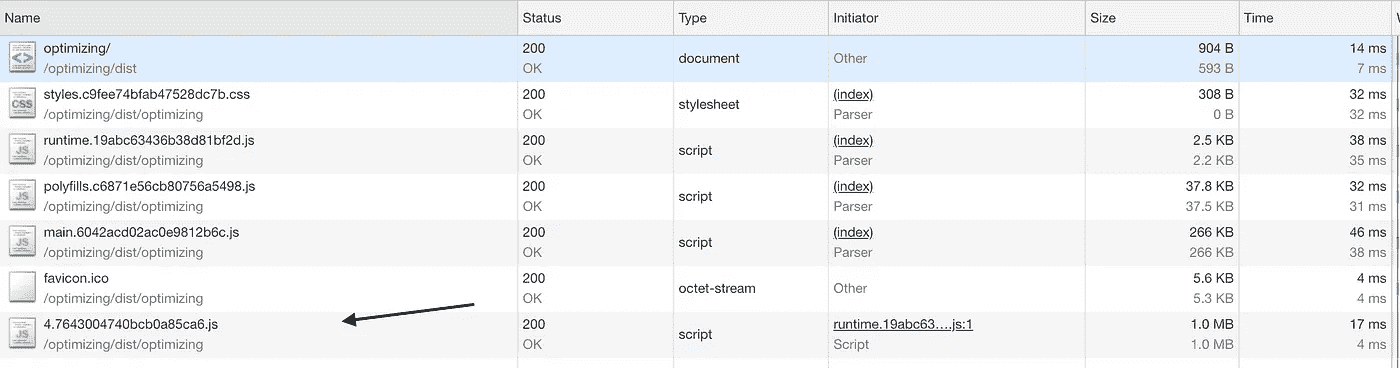 Name Status Type Initiator Size Time
optimizing/ 200 document Other 904 B 14 ms
/optimizing/dist OK 593 B 7 ms
styles.c9fee74bfab47528dc7b.css 200 stylesheet (index) 308 B 32 ms
/optimizing/dist/optimizing OK Parser 0 B 32 ms
runtime.19abc63436b38d81bf2d.js 200 script (index) 2.5 KB 38 ms
/optimizing/dist/optimizing OK Parser 2.2 KB 35 ms
polyfills.c6871e56cb80756a5498.js 200 script (index) 37.8 KB 32 ms
/optimizing/dist/optimizing OK Parser 37.5 KB 31 ms
main.6042acd02ac0e9812b6c.js 200 script (index) 266 KB 46 ms
/optimizing/dist/optimizing OK Parser 266 KB 38 ms
favicon.ico 200 octet-stream Other 5.6 KB 4 ms
/optimizing/dist/optimizing OK 5.3 KB 4 ms
4.7643004740bcb0a85ca6.js 200 script runtime.19abc63….js:1 1.0 MB 17 ms
/optimizing/dist/optimizing OK Script 1.0 MB 4 ms